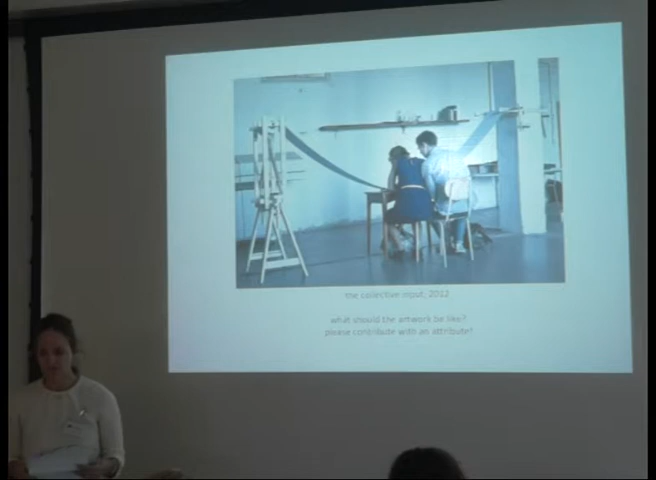 the collective input, 2012
what should the artwork be like?
please contribute with an attribute!